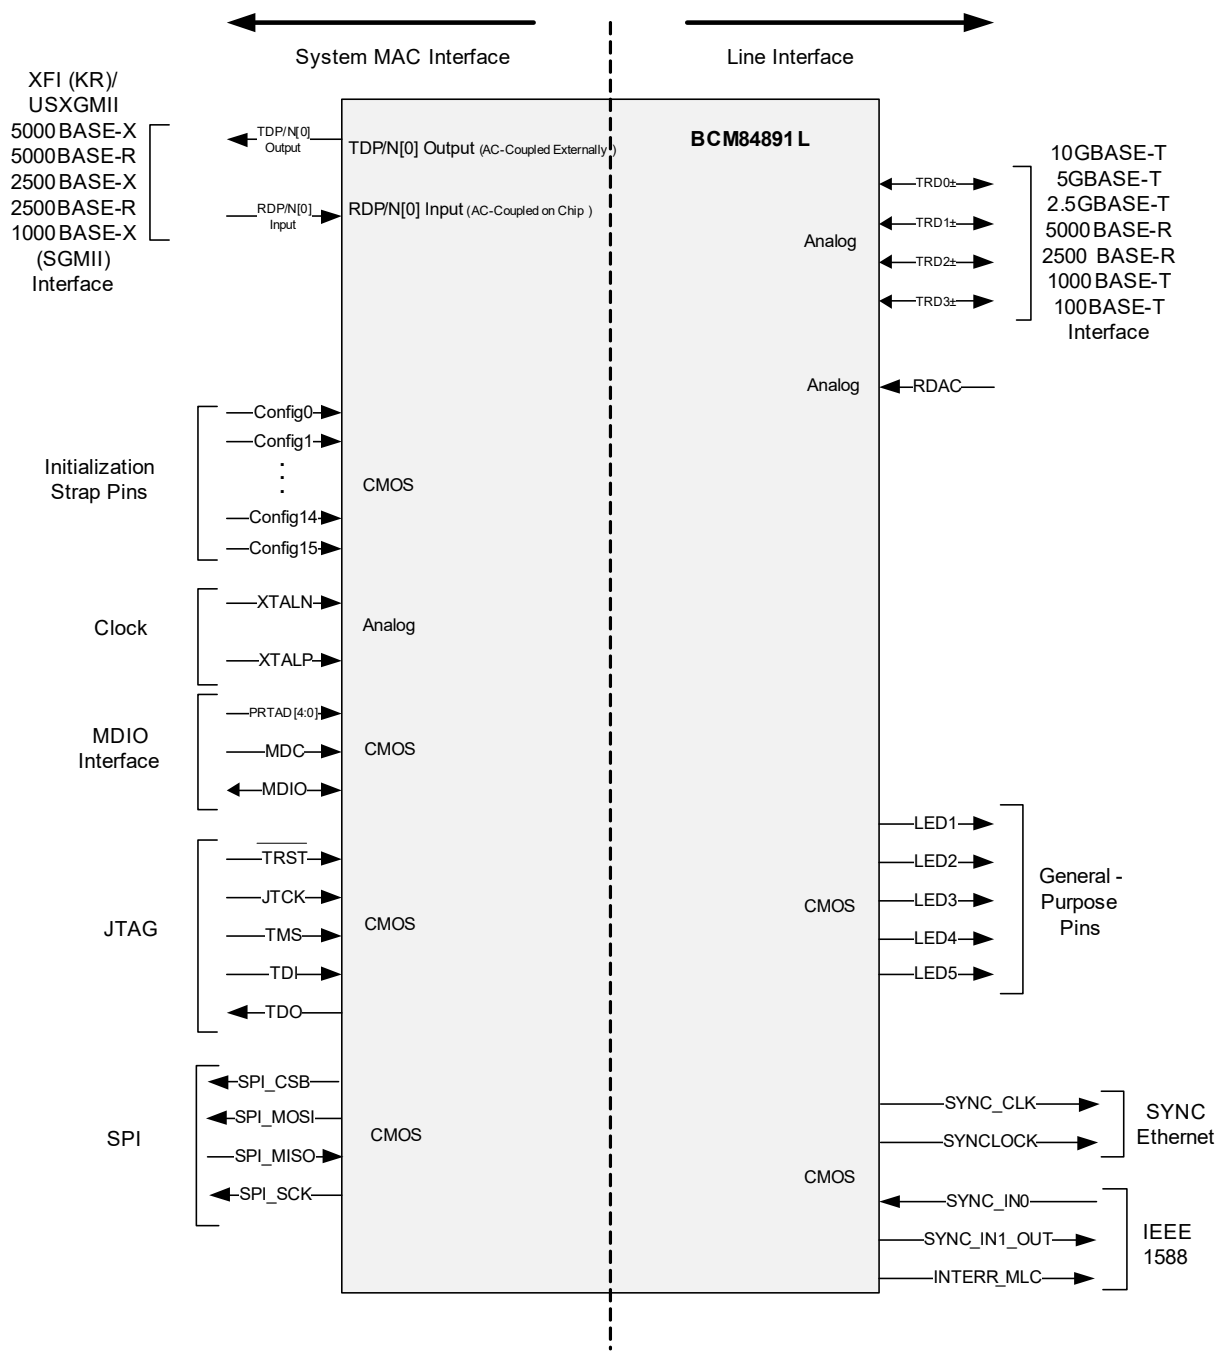 System MAC Interface
Line Interface
XFI (KR)/
USXGMII
5000BASE-X
5000BASE-R
2500BASE-X
2500BASE-R
1000BASE-X
(SGMII)
Interface
TDP/N[0]
Output
RDP/N[0]
Input
TDP/N[0] Output (AC-Coupled Externally)
RDP/N[0] Input (AC-Coupled on Chip)
BCM84891L
Analog
TRD0±
TRD1±
TRD2±
TRD3±
10GBASE-T
5GBASE-T
2.5GBASE-T
5000BASE-R
2500 BASE-R
1000BASE-T
100BASE-T
Interface
Analog
RDAC
Initialization
Strap Pins
Config0
Config1
Config14
Config15
CMOS
Clock
XTALN
XTALP
Analog
MDIO
Interface
PRTAD[4:0]
MDC
MDIO
CMOS
JTAG
TRST
JTCK
TMS
TDI
TDO
CMOS
LED1
LED2
LED3
LED4
LED5
CMOS
General-
Purpose
Pins
SPI
SPI_CSB
SPI_MOSI
SPI_MISO
SPI_SCK
CMOS
CMOS
SYNC_CLK
SYNCLOCK
SYNC
Ethernet
SYNC_IN0
SYNC_IN1_OUT
INTERR_MLC
IEEE
1588